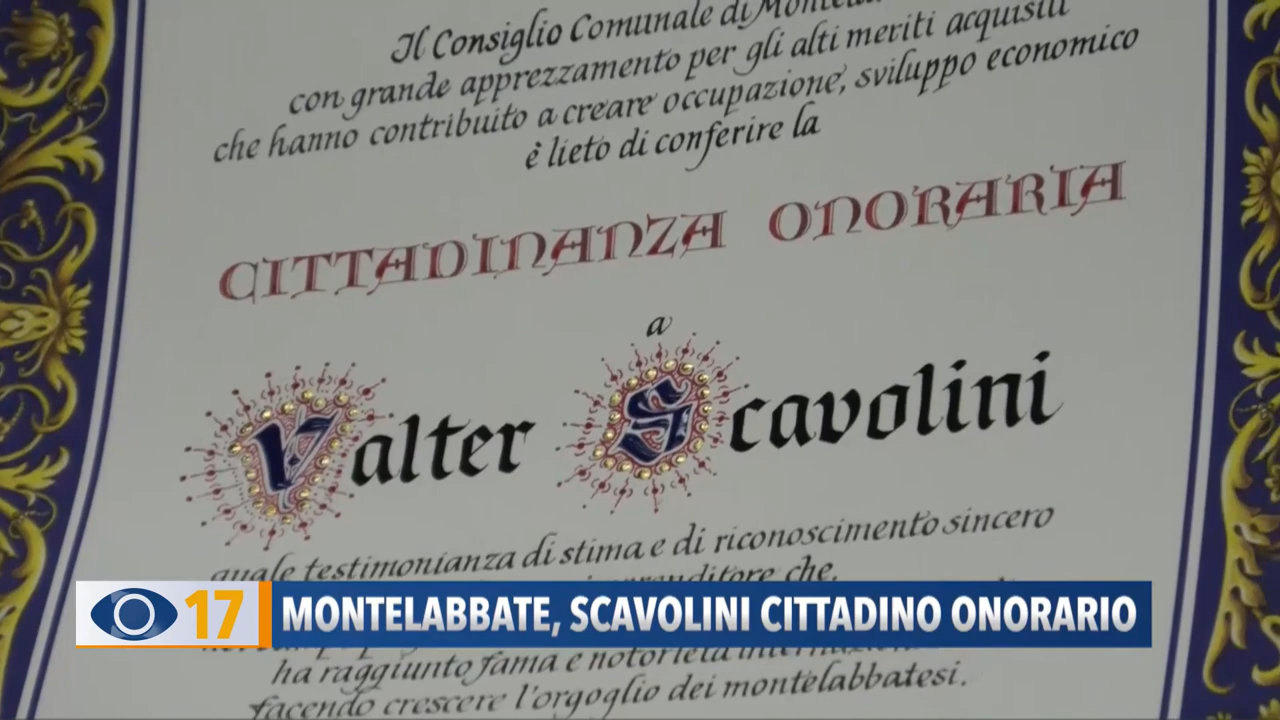 Il Consiglio Comunale di
con grande apprezzamento per gli alti meriti acquisiti
che hanno contribuito a creare occupazione, sviluppo economico
è lieto di conferire la
CITTADINANZA ONORARIA
a
Valter Scavolini
quale testimonianza di stima e di riconoscimento sincero
che,
17 MONTELABBATE, SCAVOLINI CITTADINO ONORARIO
ha raggiunto fama e notorietà
facendo crescere l'orgoglio dei montelabbatesi.